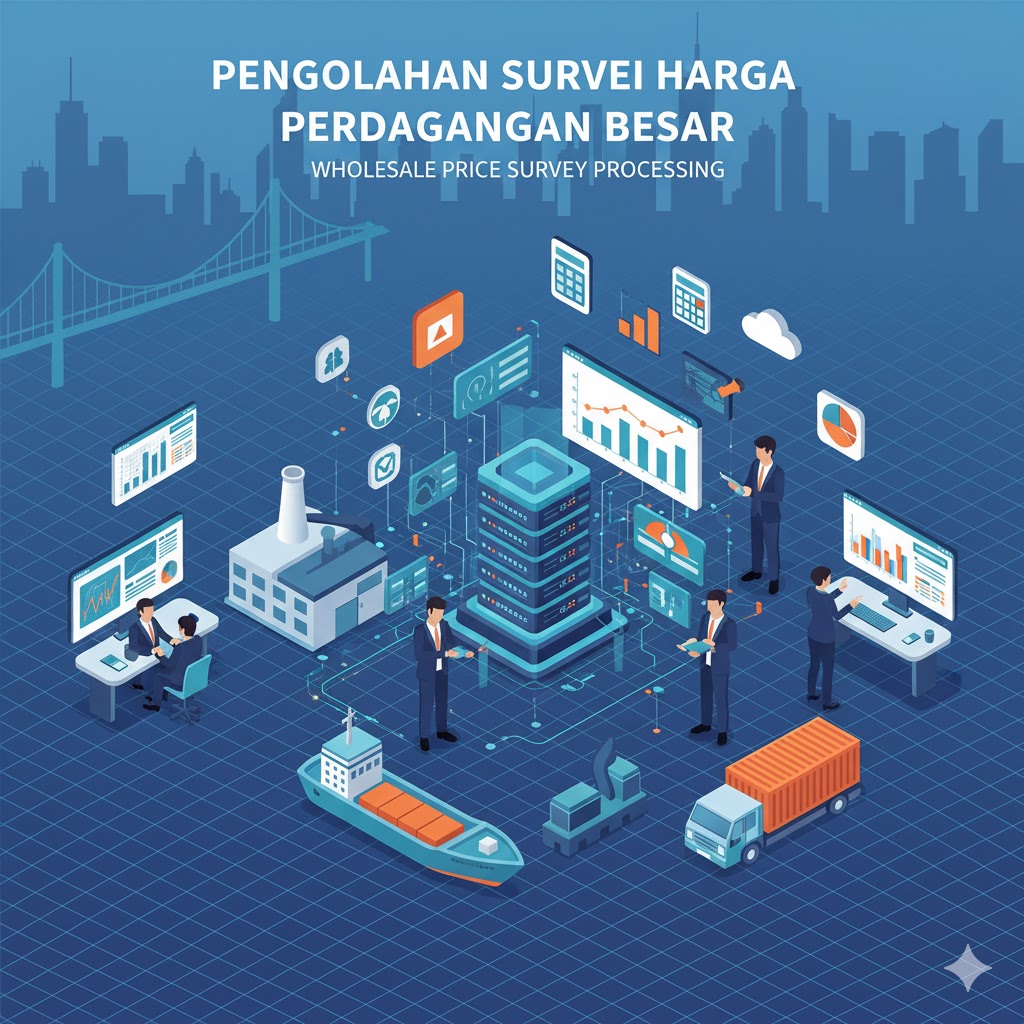 PENGOLAHAN SURVEI HARGA
PERDAGANGAN BESAR
WHOLESALE PRICE SURVEY PROCESSING